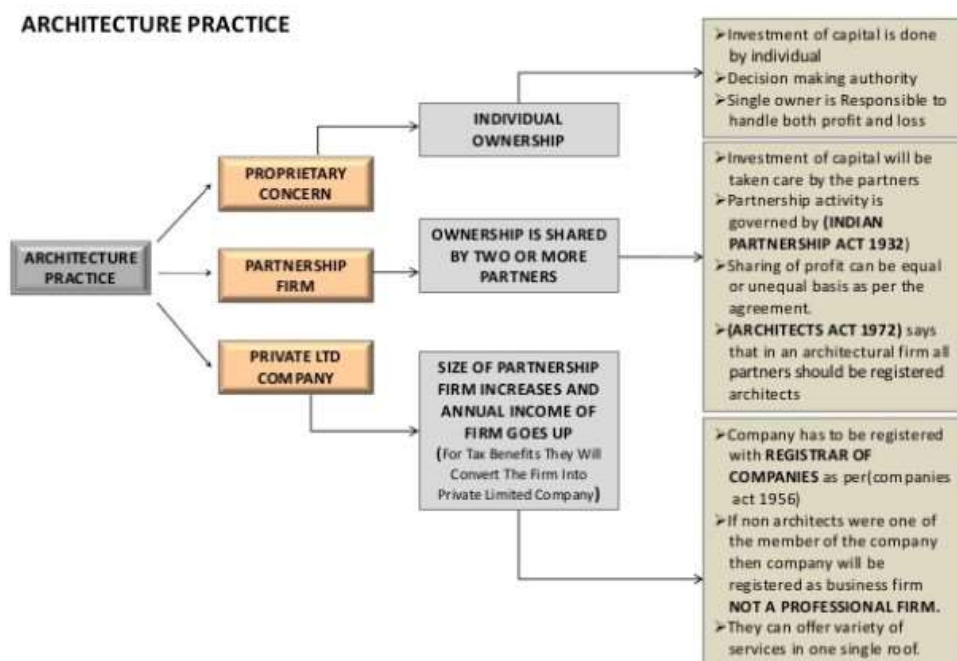 ARCHITECTURE PRACTICE
ARCHITECTURE
PRACTICE
PROPRIETARY
CONCERN
INDIVIDUAL
OWNERSHIP
➢Investment of capital is done
by individual
➢Decision making authority
➢Single owner is Responsible to
handle both profit and loss
PARTNERSHIP
FIRM
OWNERSHIP IS SHARED
BY TWO OR MORE
PARTNERS
➢Investment of capital will be
taken care by the partners
➢Partnership activity is
governed by (INDIAN
PARTNERSHIP ACT 1932)
➢Sharing of profit can be equal
or unequal basis as per the
agreement.
➢(ARCHITECTS ACT 1972) says
that in an architectural firm all
partners should be registered
architects
PRIVATE LTD
COMPANY
SIZE OF PARTNERSHIP
FIRM INCREASES AND
ANNUAL INCOME OF
FIRM GOES UP
(For Tax Benefits They Will
Convert The Firm Into
Private Limited Company)
➢Company has to be registered
with REGISTRAR OF
COMPANIES as per(companies
act 1956)
➢If non architects were one of
the member of the company
then company will be
registered as business firm
NOT A PROFESSIONAL FIRM.
➢They can offer variety of
services in one single roof.